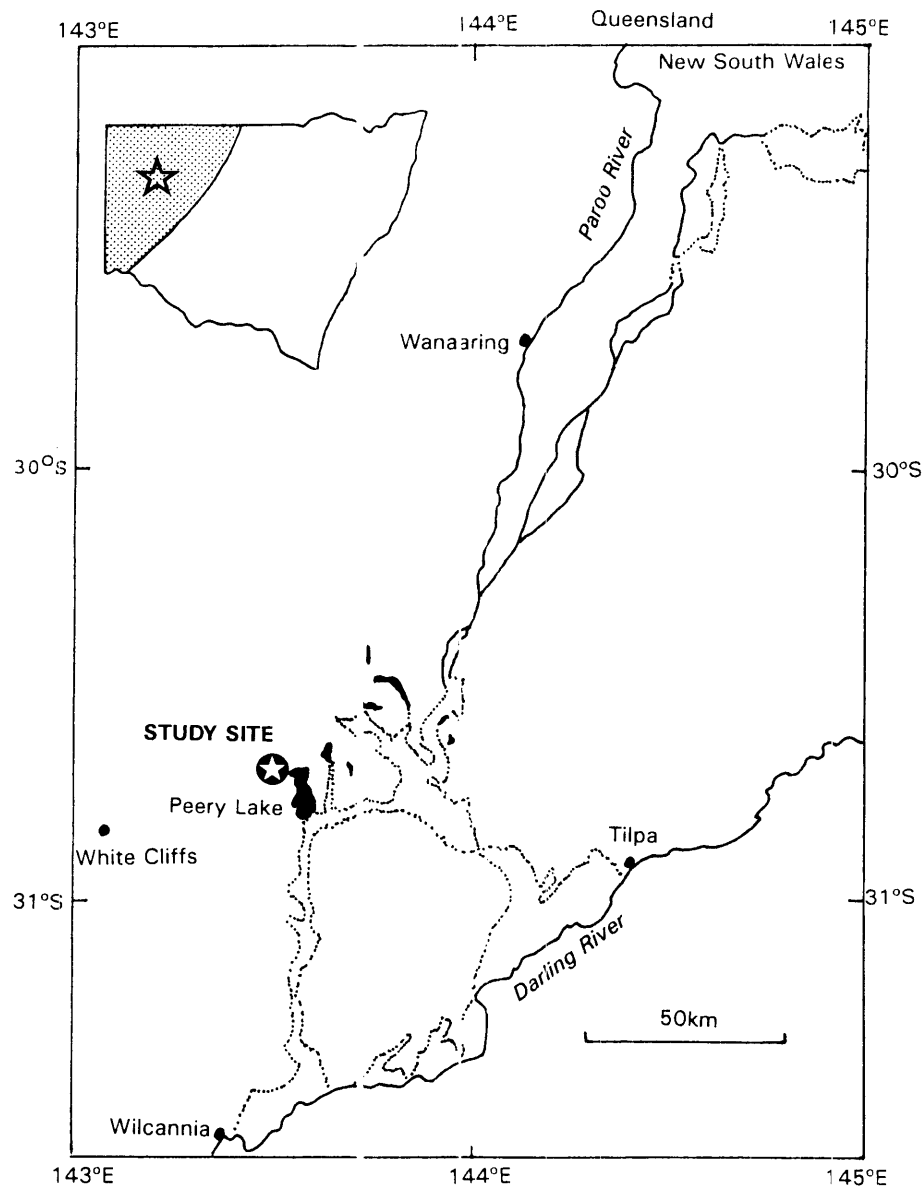 143°E
144°E
Queensland
145°E
New South Wales
Paroo River
Wanaaring
30°S
30°S
STUDY SITE
Peery Lake
White Cliffs
Tilpa
31°S
31°S
Darling River
50km
Wilcannia
143°E
144°E
145°E